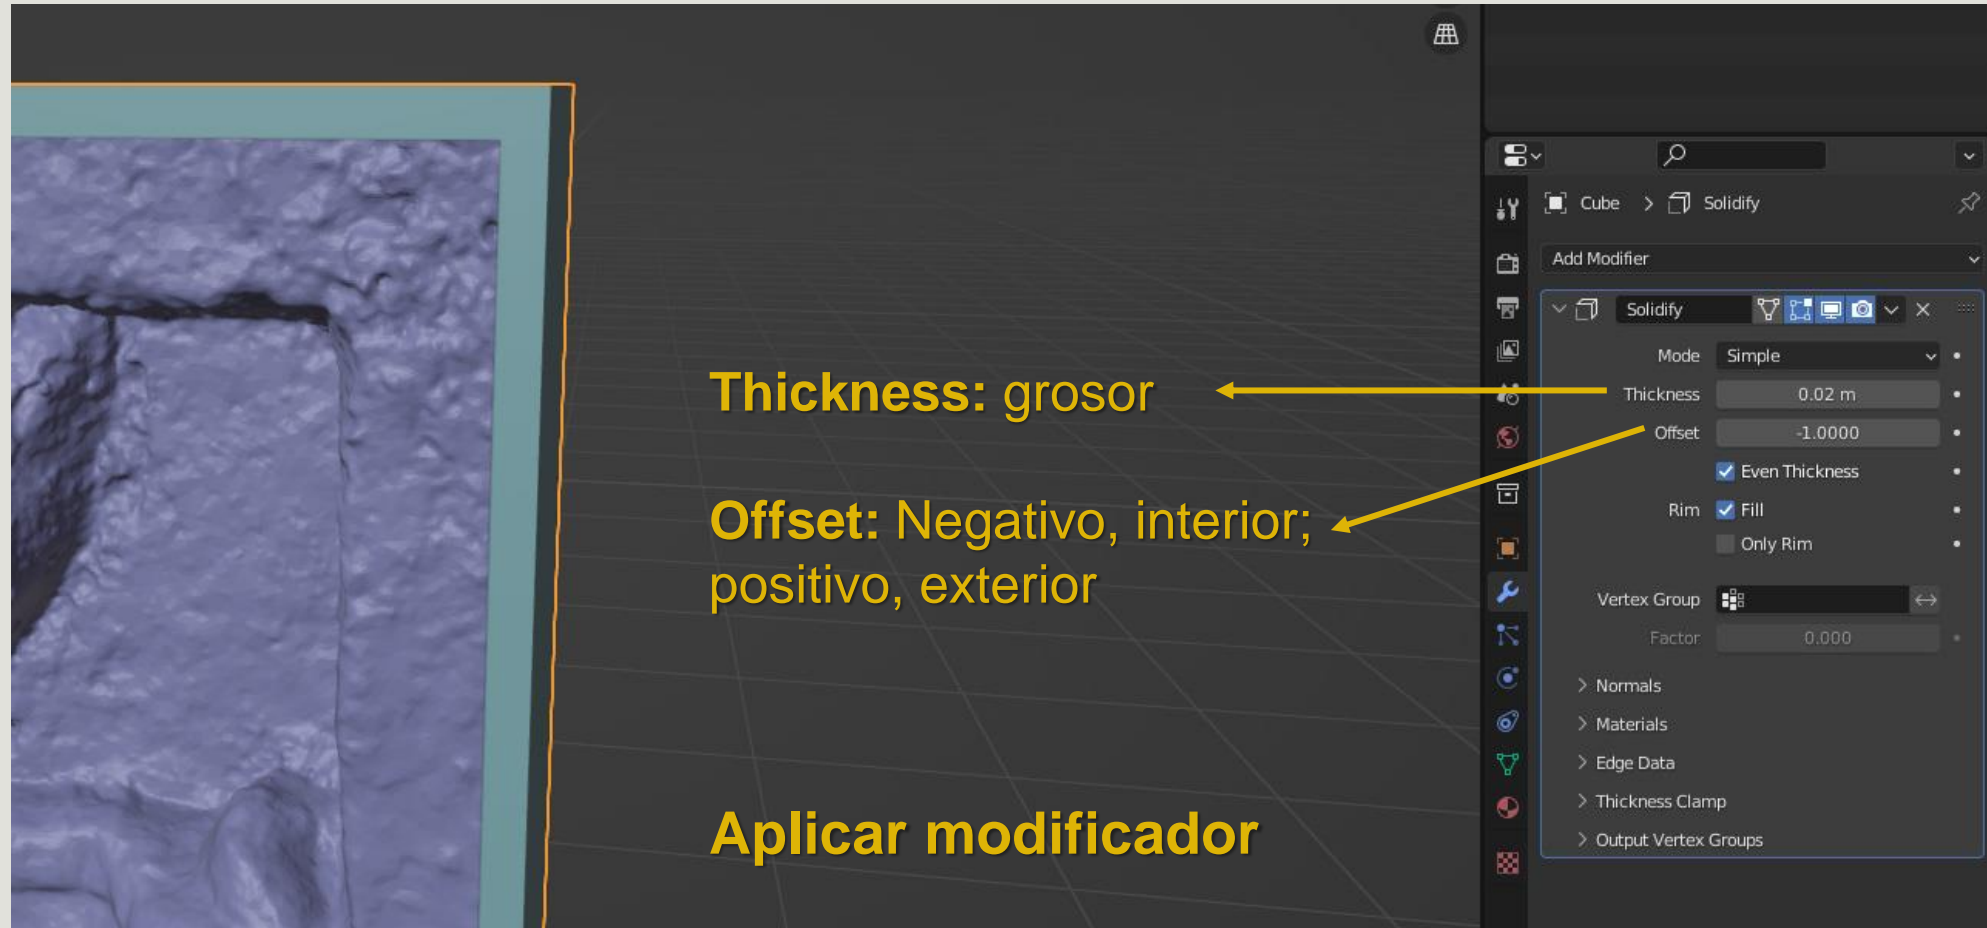 Cube > Solidify
Add Modifier
Solidify
Mode Simple
Thickness: grosor
Thickness 0.02 m
Offset -1.0000
Even Thickness
Offset: Negativo, interior;
positivo, exterior
Rim Fill
Only Rim
Vertex Group
Factor 0.000
Normals
Materials
Edge Data
Thickness Clamp
Output Vertex Groups
Aplicar modificador